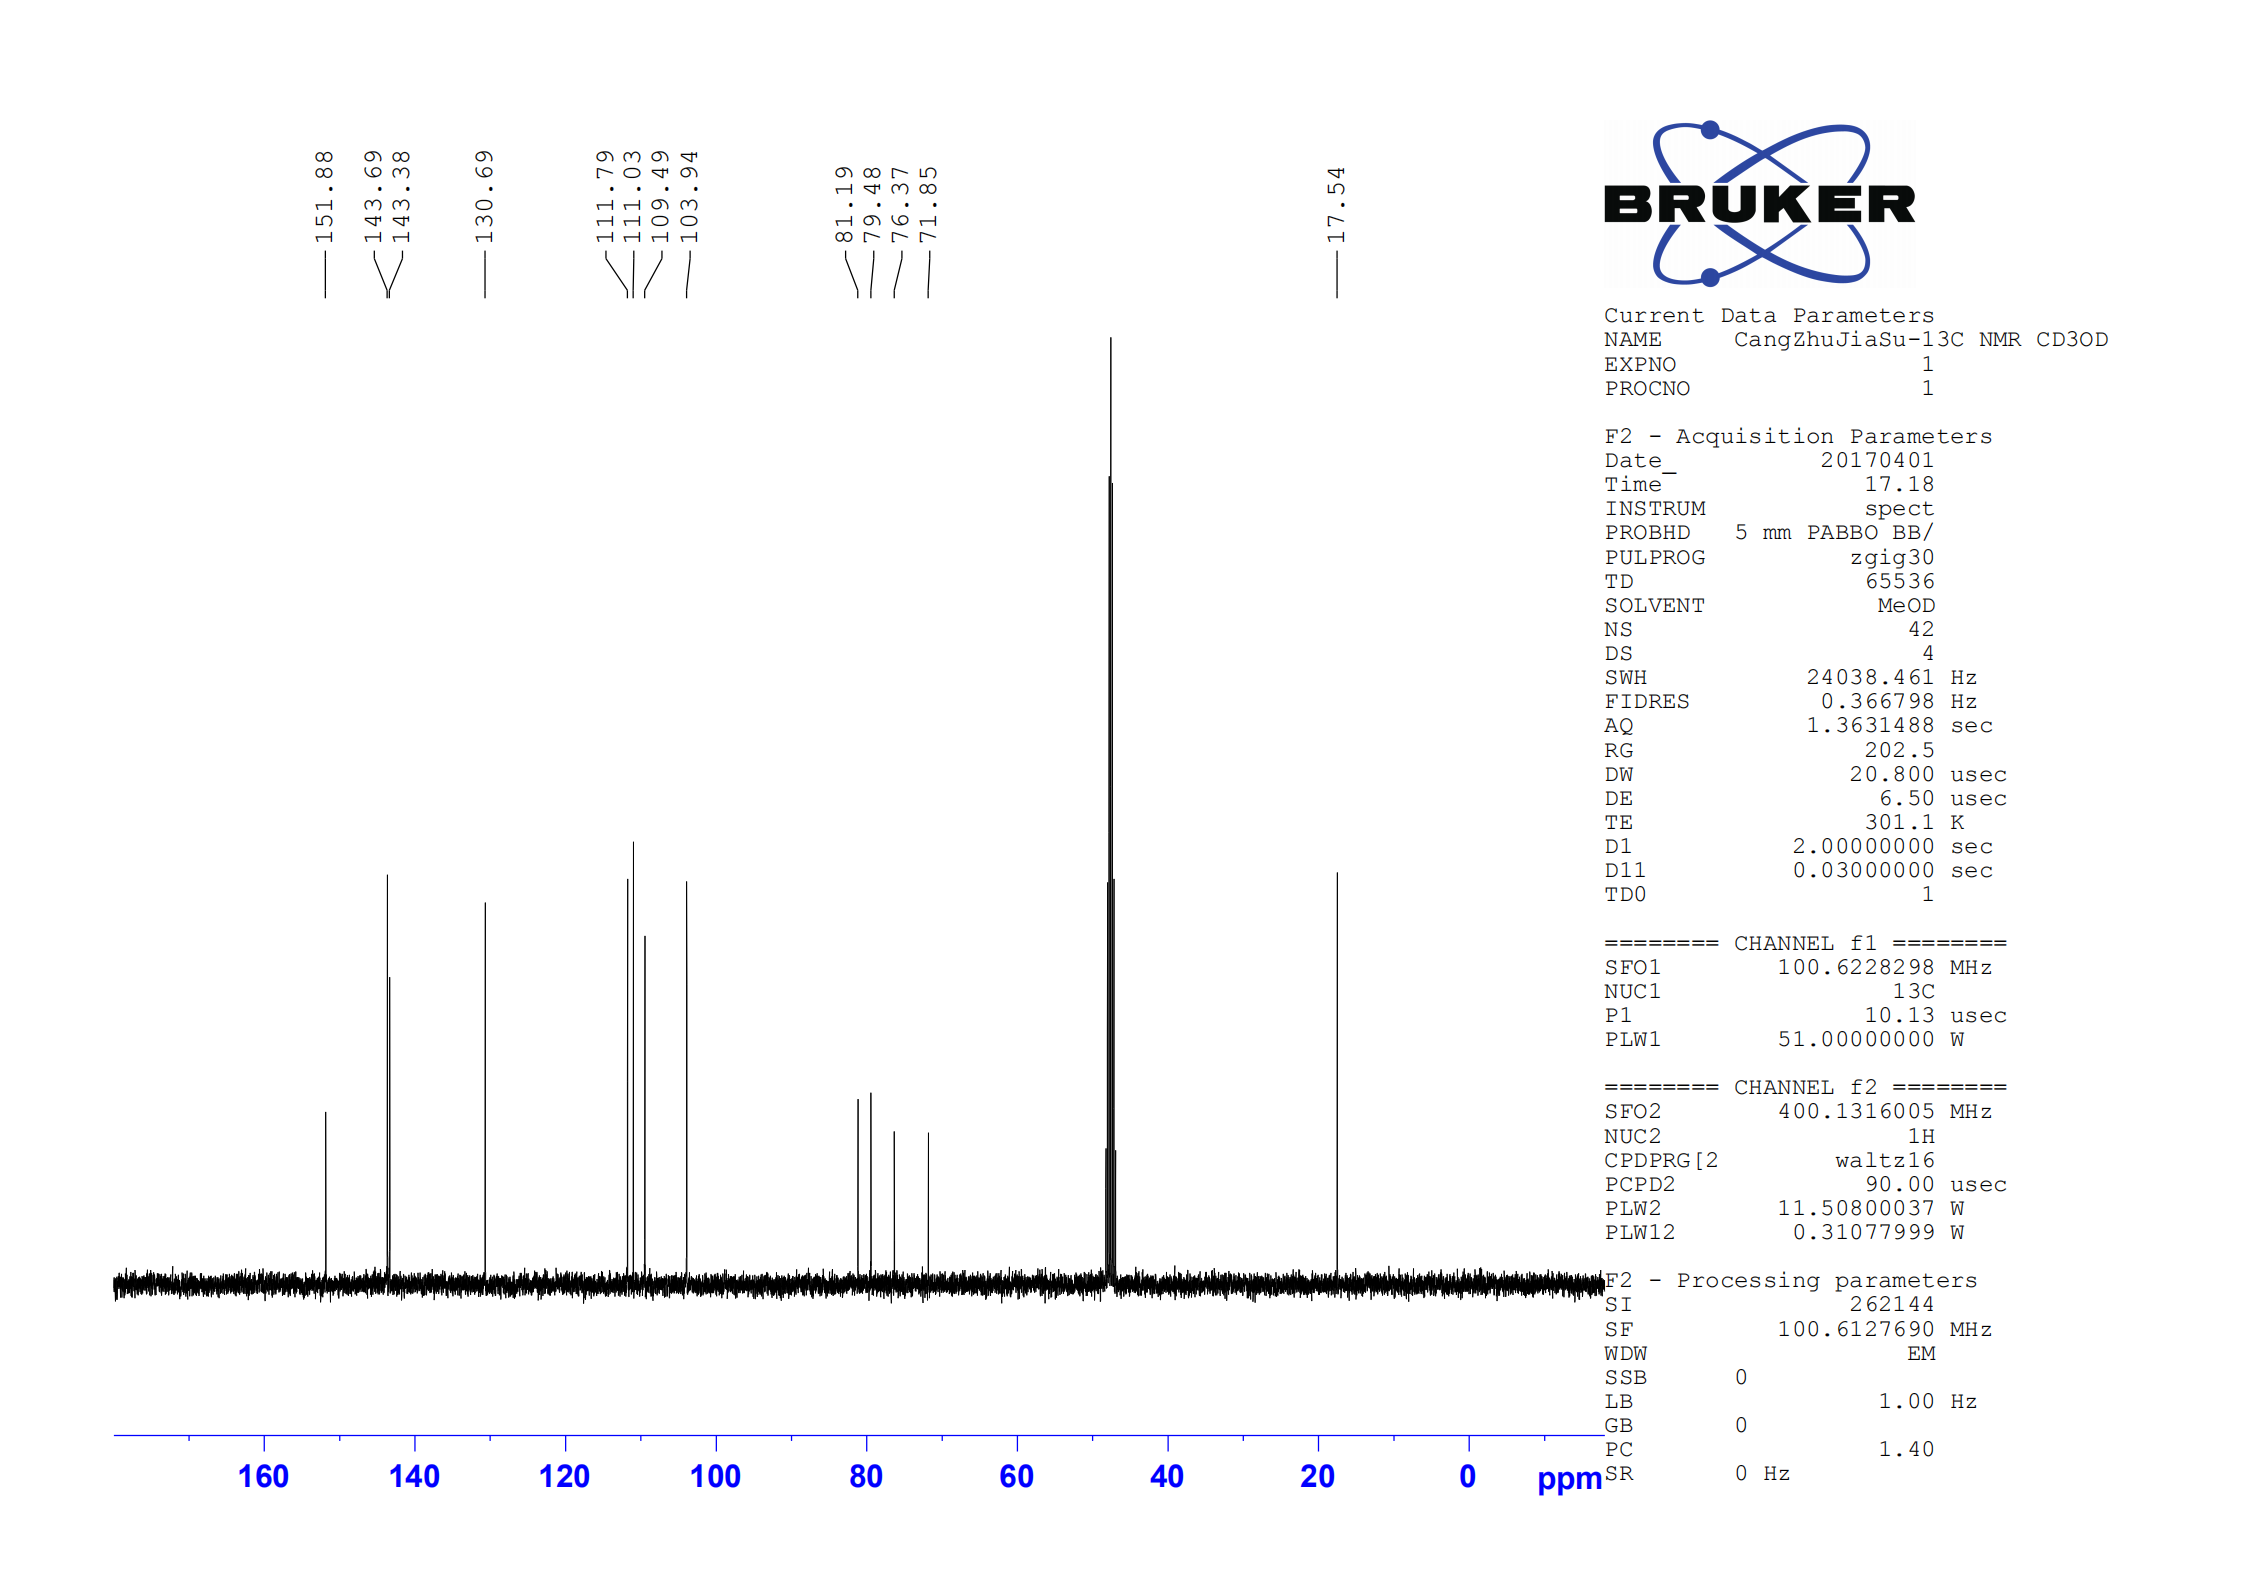 151.88
143.69
143.38
130.69
111.79
111.03
109.49
103.94
81.19
79.48
76.37
71.85
17.54
BRUKER
Current Data Parameters
NAME CangZhuJiaSu-13C NMR CD3OD
EXPNO 1
PROCNO 1
F2 - Acquisition Parameters
Date_ 20170401
Time 17.18
INSTRUM spect
PROBHD 5 mm PABBO BB/
PULPROG zgig30
TD 65536
SOLVENT MeOD
NS 42
DS 4
SWH 24038.461 Hz
FIDRES 0.366798 Hz
AQ 1.3631488 sec
RG 202.5
DW 20.800 usec
DE 6.50 usec
TE 301.1 K
D1 2.00000000 sec
D11 0.03000000 sec
TD0 1
======== CHANNEL f1 ========
SFO1 100.6228298 MHz
NUC1 13C
P1 10.13 usec
PLW1 51.00000000 W
======== CHANNEL f2 ========
SFO2 400.1316005 MHz
NUC2 1H
CPDPRG[2 waltz16
PCPD2 90.00 usec
PLW2 11.50800037 W
PLW12 0.31077999 W
F2 - Processing parameters
SI 262144
SF 100.6127690 MHz
WDW EM
SSB 0
LB 1.00 Hz
GB 0
PC 1.40
SR 0 Hz
160 140 120 100 80 60 40 20 0 ppm